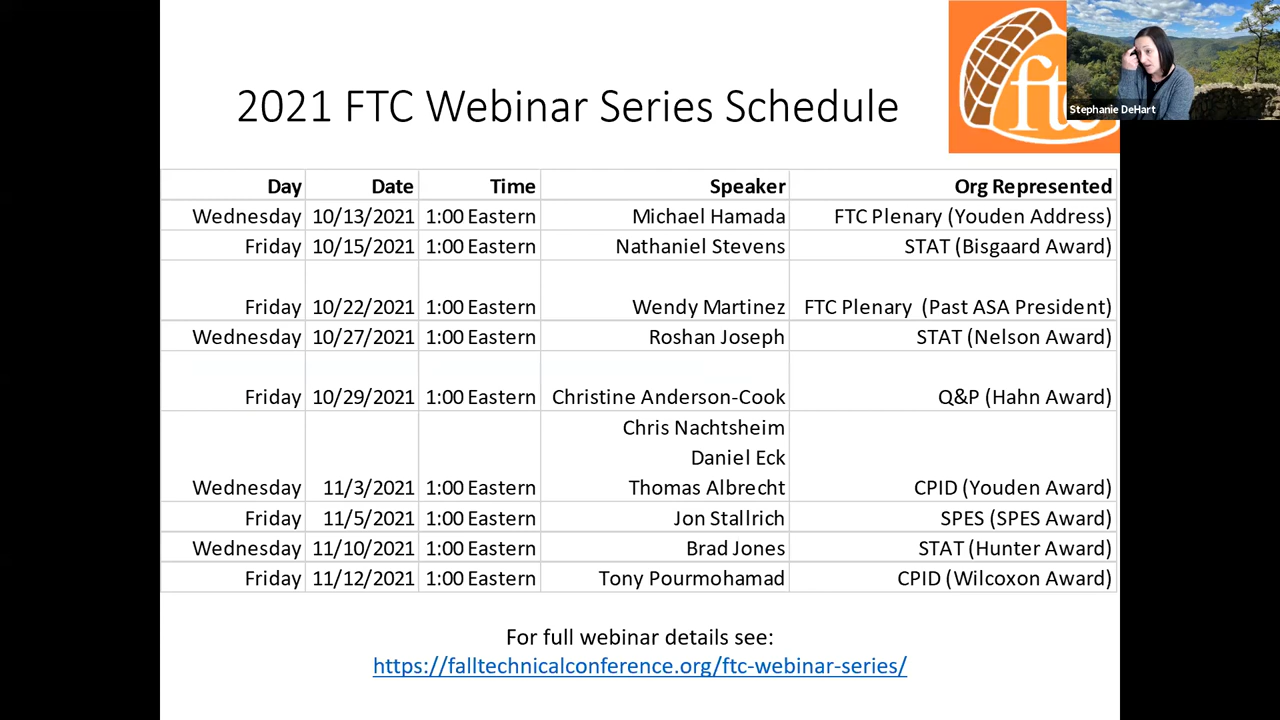 2021 FTC Webinar Series Schedule
ftc
Stephanie DeHart
Day Date Time Speaker Org Represented
Wednesday 10/13/2021 1:00 Eastern Michael Hamada FTC Plenary (Youden Address)
Friday 10/15/2021 1:00 Eastern Nathaniel Stevens STAT (Bisgaard Award)
Friday 10/22/2021 1:00 Eastern Wendy Martinez FTC Plenary (Past ASA President)
Wednesday 10/27/2021 1:00 Eastern Roshan Joseph STAT (Nelson Award)
Friday 10/29/2021 1:00 Eastern Christine Anderson-Cook Q&P (Hahn Award)
Chris Nachtsheim
Daniel Eck
Wednesday 11/3/2021 1:00 Eastern Thomas Albrecht CPID (Youden Award)
Friday 11/5/2021 1:00 Eastern Jon Stallrich SPES (SPES Award)
Wednesday 11/10/2021 1:00 Eastern Brad Jones STAT (Hunter Award)
Friday 11/12/2021 1:00 Eastern Tony Pourmohamad CPID (Wilcoxon Award)
For full webinar details see:
https://falltechnicalconference.org/ftc-webinar-series/